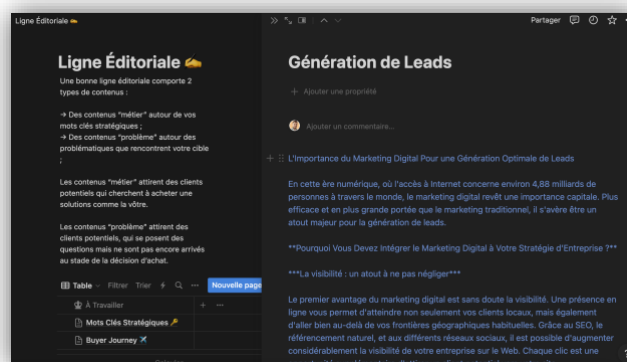 Ligne Éditoriale ✍️
Ligne Éditoriale ✍️
Une bonne ligne éditoriale comporte 2
types de contenus :
→ Des contenus "métier" autour de vos
mots clés stratégiques ;
→ Des contenus "problème" autour des
problématiques que rencontrent votre cible
;
Les contenus "métier" attirent des clients
potentiels qui cherchent à acheter une
solutions comme la vôtre.
Les contenus "problème" attirent des
clients potentiels, qui se posent des
questions mais ne sont pas encore arrivés
au stade de la décision d'achat.
Table Filtrer Trier Nouvelle page
À Travailler
Mots Clés Stratégiques 🔑
Buyer Journey ✈️
Partager
Génération de Leads
+ Ajouter une propriété
Ajouter un commentaire...
L'Importance du Marketing Digital Pour une Génération Optimale de Leads
En cette ère numérique, où l'accès à Internet concerne environ 4,88 milliards de
personnes à travers le monde, le marketing digital revêt une importance capitale. Plus
efficace et en plus grande portée que le marketing traditionnel, il s'avère être un
atout majeur pour la génération de leads.
**Pourquoi Vous Devez Intégrer le Marketing Digital à Votre Stratégie d'Entreprise ?**
***La visibilité : un atout à ne pas négliger***
Le premier avantage du marketing digital est sans doute la visibilité. Une présence en
ligne vous permet d'atteindre non seulement vos clients locaux, mais également
d'aller bien au-delà de vos frontières géographiques habituelles. Grâce au SEO, le
référencement naturel, et aux différents réseaux sociaux, il est possible d'augmenter
considérablement la visibilité de votre entreprise sur le Web. Chaque clic est une